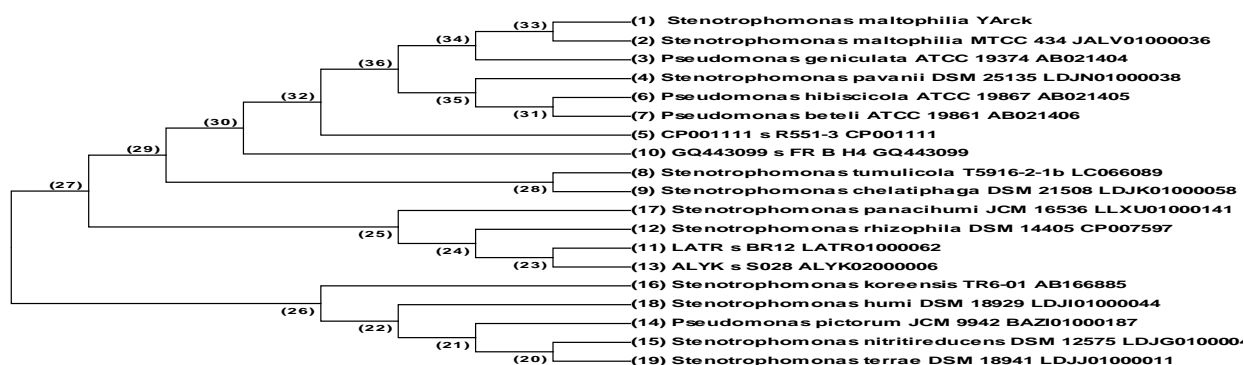 (33)
(1) Stenotrophomonas maltophilia YArck
(34)
(2) Stenotrophomonas maltophilia MTCC 434 JALV01000036
(36)
(3) Pseudomonas geniculata ATCC 19374 AB021404
(4) Stenotrophomonas pavanii DSM 25135 LDJN01000038
(32)
(35)
(6) Pseudomonas hibiscicola ATCC 19867 AB021405
(31)
(7) Pseudomonas beteli ATCC 19861 AB021406
(30)
(5) CP001111 s R551-3 CP001111
(29)
(10) GQ443099 s FR B H4 GQ443099
(8) Stenotrophomonas tumulicola T5916-2-1b LC066089
(27)
(28)
(9) Stenotrophomonas chelatiphaga DSM 21508 LDJK01000058
(17) Stenotrophomonas panacihumi JCM 16536 LLXU01000141
(25)
(12) Stenotrophomonas rhizophila DSM 14405 CP007597
(24)
(11) LATR s BR12 LATR01000062
(23)
(13) ALYK s S028 ALYK02000006
(16) Stenotrophomonas koreensis TR6-01 AB166885
(26)
(18) Stenotrophomonas humi DSM 18929 LDJI01000044
(22)
(14) Pseudomonas pictorum JCM 9942 BAZI01000187
(21)
(15) Stenotrophomonas nitritireducens DSM 12575
(20)
(19) Stenotrophomonas terrae DSM 18941 LDJJ01000011